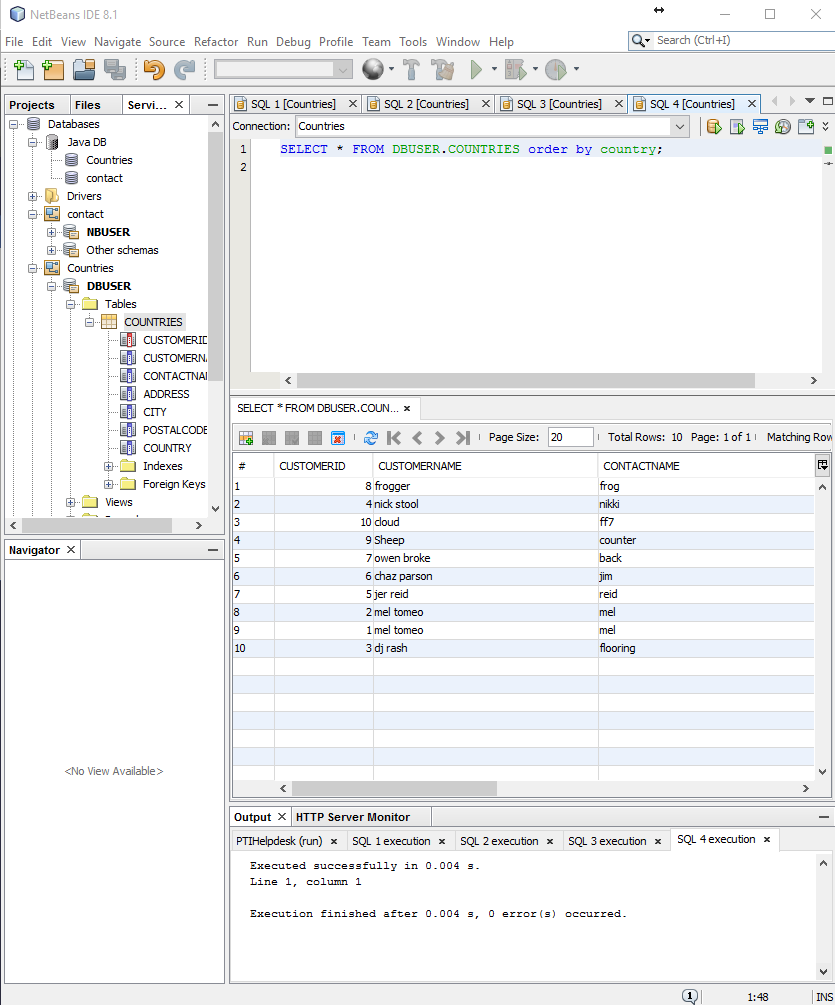 NetBeans IDE 8.1
File Edit View Navigate Source Refactor Run Debug Profile Team Tools Window Help
Search (Ctrl+I)
Projects Files Servi...
Databases
Java DB
Countries
contact
Drivers
contact
NBUSER
Other schemas
Countries
DBUSER
Tables
COUNTRIES
CUSTOMERID
CUSTOMERNA
CONTACTNA
ADDRESS
CITY
POSTALCODE
COUNTRY
Indexes
Foreign Keys
Views
Navigator
<No View Available>
SQL 1 [Countries] SQL 2 [Countries] SQL 3 [Countries] SQL 4 [Countries]
Connection: Countries
1 SELECT * FROM DBUSER.COUNTRIES order by country;
2
SELECT * FROM DBUSER.COUN...
Page Size: 20 Total Rows: 10 Page: 1 of 1 Matching Row
# CUSTOMERID CUSTOMERNAME CONTACTNAME
1 8 frogger frog
2 4 nick stool nikki
3 10 cloud ff7
4 9 Sheep counter
5 7 owen broke back
6 6 chaz parson jim
7 5 jer reid reid
8 2 mel tomeo mel
9 1 mel tomeo mel
10 3 dj rash flooring
Output HTTP Server Monitor
PTIHelpdesk (run) SQL 1 execution SQL 2 execution SQL 3 execution SQL 4 execution
Executed successfully in 0.004 s.
Line 1, column 1
Execution finished after 0.004 s, 0 error(s) occurred.
1 1:48 INS